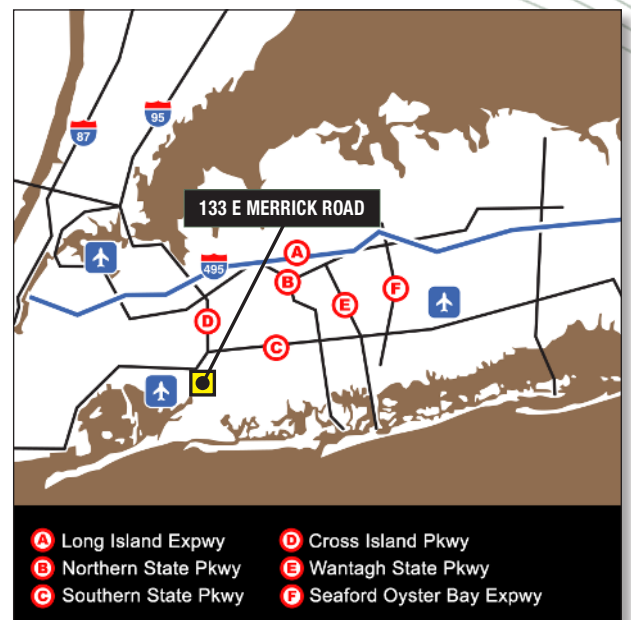 95
87
133 E MERRICK ROAD
A
495
B
F
E
D
C
A Long Island Expwy
B Northern State Pkwy
C Southern State Pkwy
D Cross Island Pkwy
E Wantagh State Pkwy
F Seaford Oyster Bay Expwy